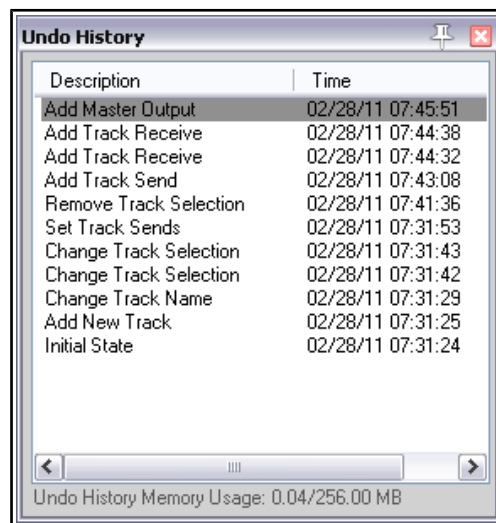 Undo History
Description Time
Add Master Output 02/28/11 07:45:51
Add Track Receive 02/28/11 07:44:38
Add Track Receive 02/28/11 07:44:32
Add Track Send 02/28/11 07:43:08
Remove Track Selection 02/28/11 07:41:36
Set Track Sends 02/28/11 07:31:53
Change Track Selection 02/28/11 07:31:43
Change Track Selection 02/28/11 07:31:42
Change Track Name 02/28/11 07:31:29
Add New Track 02/28/11 07:31:25
Initial State 02/28/11 07:31:24
Undo History Memory Usage: 0.04/256.00 MB